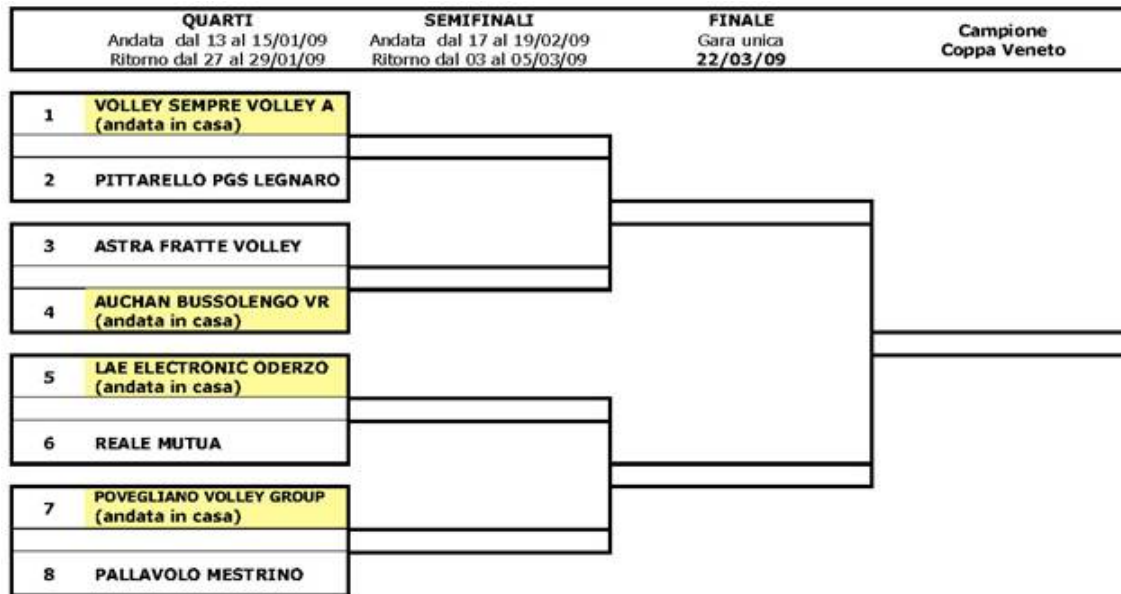 QUARTI
Andata dal 13 al 15/01/09
Ritorno dal 27 al 29/01/09
SEMIFINALI
Andata dal 17 al 19/02/09
Ritorno dal 03 al 05/03/09
FINALE
Gara unica
22/03/09
Campione
Coppa Veneto
1 VOLLEY SEMPRE VOLLEY A
(andata in casa)
2 PITTARELLO PGS LEGNARO
3 ASTRA FRATTE VOLLEY
4 AUCHAN BUSSOLENGO VR
(andata in casa)
5 LAE ELECTRONIC ODERZO
(andata in casa)
6 REALE MUTUA
7 POVEGLIANO VOLLEY GROUP
(andata in casa)
8 PALLAVOLO MESTRINO